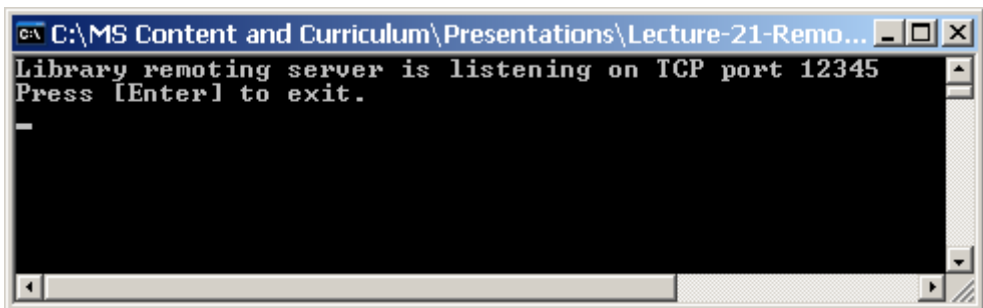 C:\MS Content and Curriculum\Presentations\Lecture-21-Remo...
Library remoting server is listening on TCP port 12345
Press [Enter] to exit.